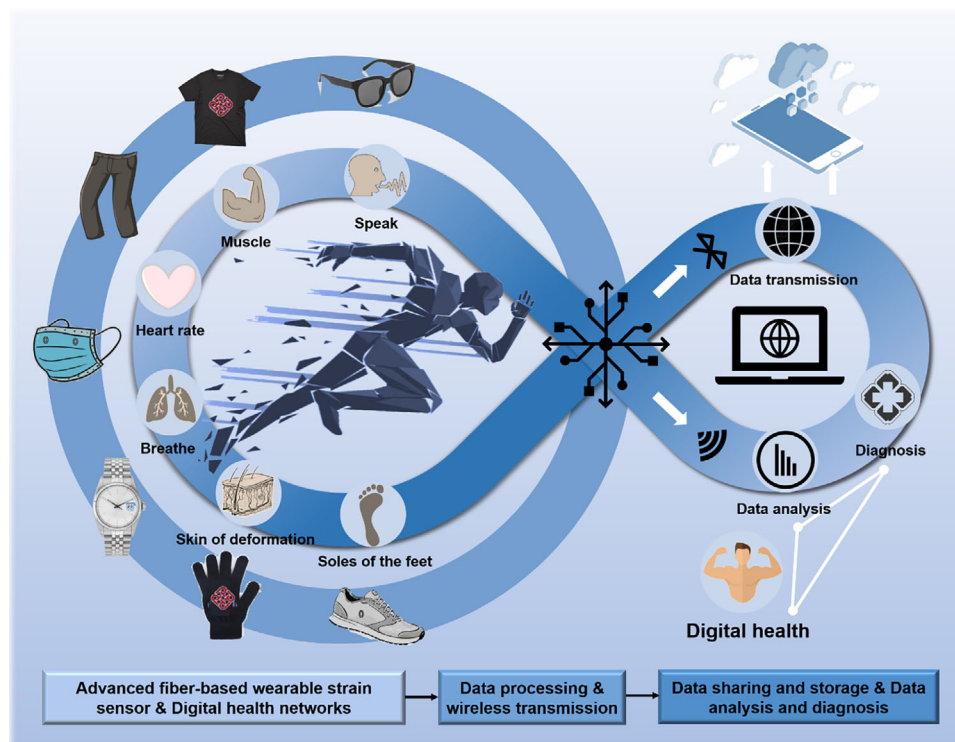 Speak
Muscle
Heart rate
Breathe
Skin of deformation
Soles of the feet
Data transmission
Diagnosis
Data analysis
Digital health
Advanced fiber-based wearable strain
sensor & Digital health networks
Data processing &
wireless transmission
Data sharing and storage & Data
analysis and diagnosis